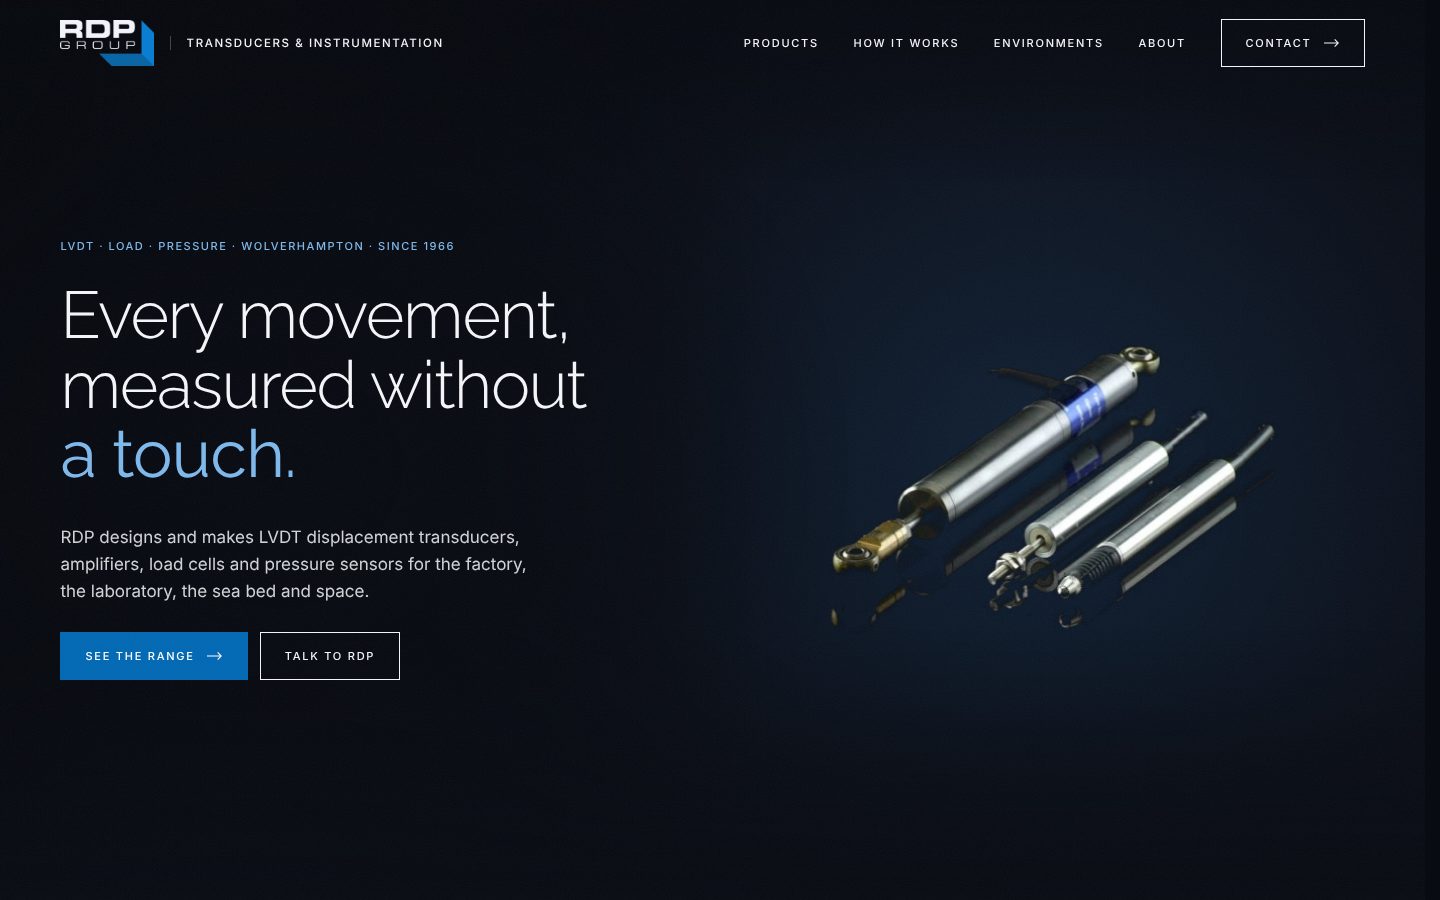 RDP
GROUP
TRANSDUCERS & INSTRUMENTATION
PRODUCTS
HOW IT WORKS
ENVIRONMENTS
ABOUT
CONTACT
LVDT · LOAD · PRESSURE · WOLVERHAMPTON · SINCE 1966
Every movement,
measured without
a touch.
RDP designs and makes LVDT displacement transducers,
amplifiers, load cells and pressure sensors for the factory,
the laboratory, the sea bed and space.
SEE THE RANGE
TALK TO RDP